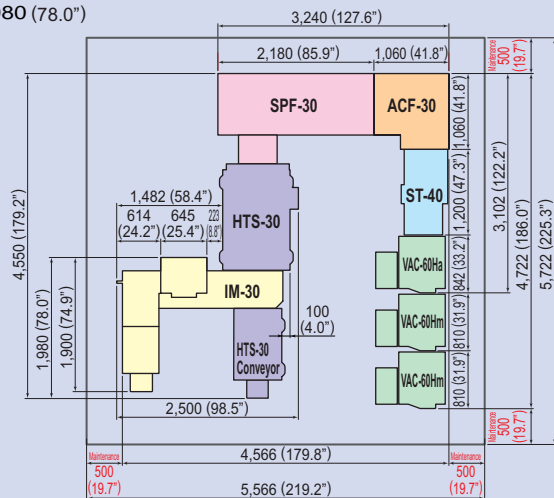 980 (78.0")
3,240 (127.6")
2,180 (85.9")
1,060 (41.8")
Maintenance
500
(19.7")
SPF-30
ACF-30
1,060 (41.8")
ST-40
1,200 (47.3")
3,102 (122.2")
4,722 (186.0")
5,722 (225.3")
4,550 (179.2")
1,482 (58.4")
614
(24.2")
645
(25.4")
223
(8.8")
HTS-30
VAC-60Ha
842 (33.2")
IM-30
100
(4.0")
1,980 (78.0")
1,900 (74.9")
VAC-60Hm
810 (31.9")
HTS-30
Conveyor
VAC-60Hm
810 (31.9")
2,500 (98.5")
Maintenance
500
(19.7")
Maintenance
500
(19.7")
4,566 (179.8")
Maintenance
500
(19.7")
5,566 (219.2")